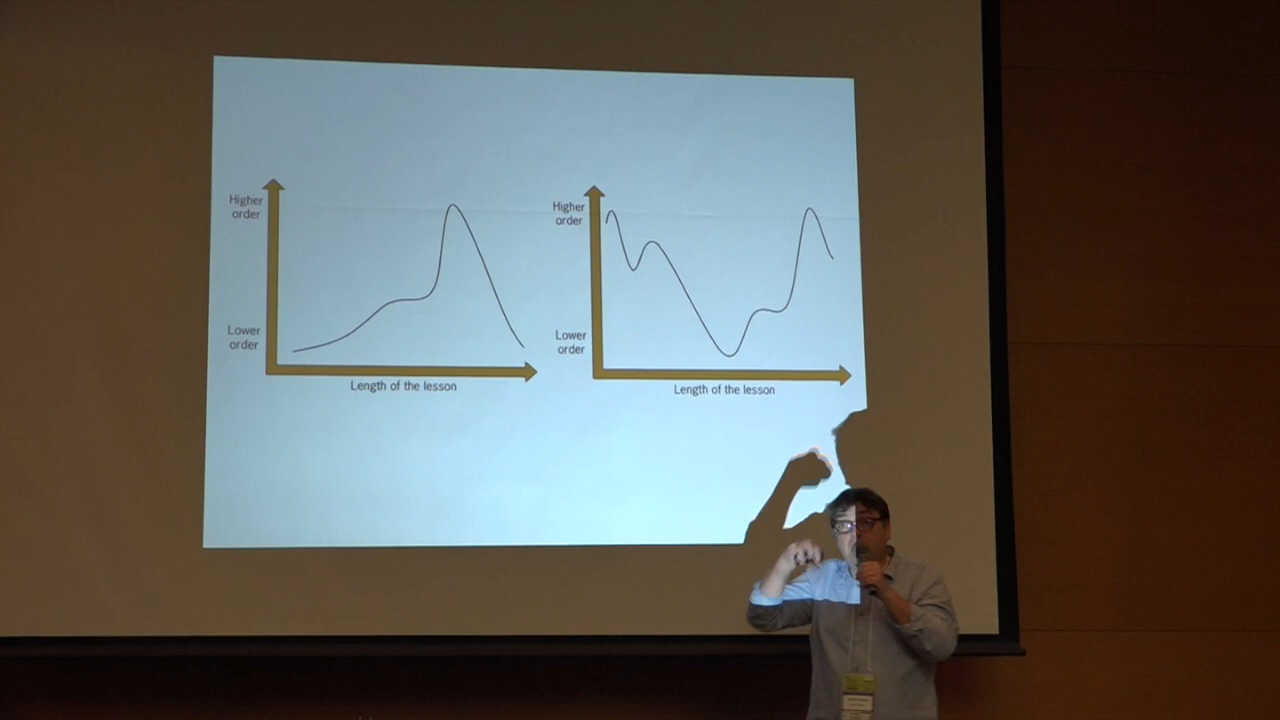 Higher
order
Lower
order
Length of the lesson
Higher
order
Lower
order
Length of the lesson